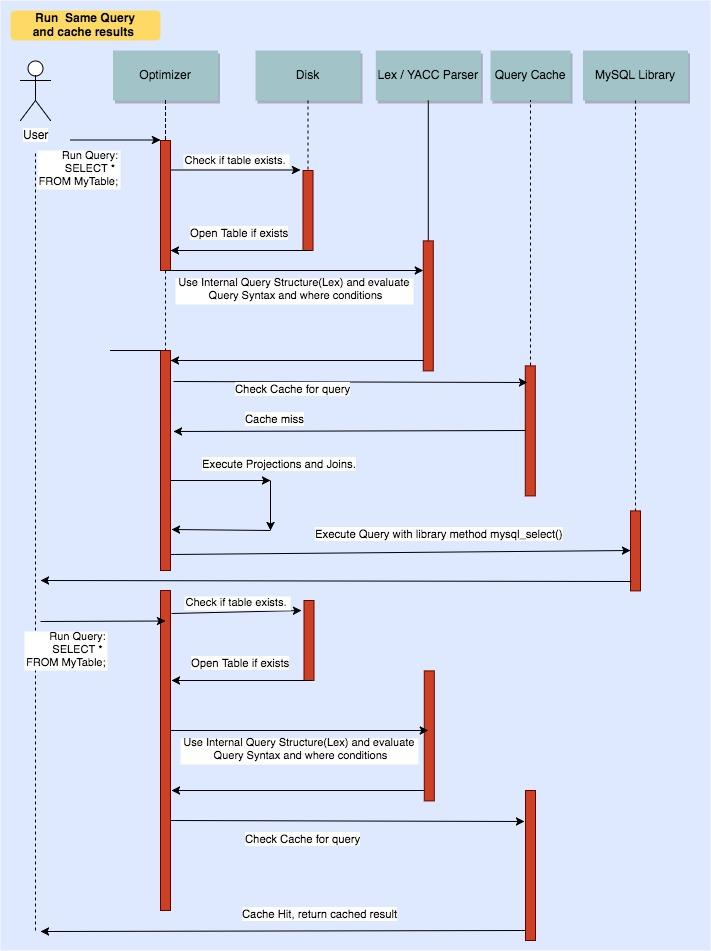 Run Same Query
and cache results
Optimizer
Disk
Lex / YACC Parser
Query Cache
MySQL Library
User
Run Query:
SELECT *
FROM MyTable;
Check if table exists.
Open Table if exists
Use Internal Query Structure(Lex) and evaluate
Query Syntax and where conditions
Check Cache for query
Cache miss
Execute Projections and Joins.
Execute Query with library method mysql_select()
Check if table exists.
Run Query:
SELECT *
FROM MyTable;
Open Table if exists
Use Internal Query Structure(Lex) and evaluate
Query Syntax and where conditions
Check Cache for query
Cache Hit, return cached result